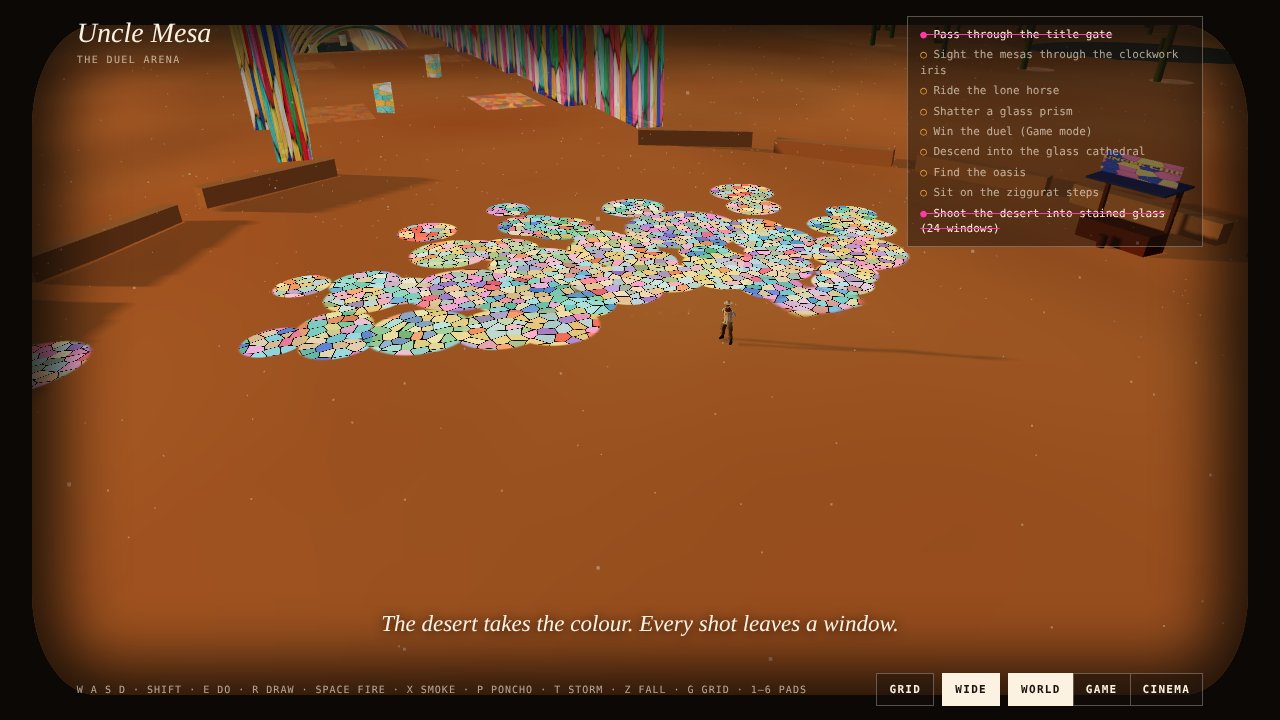 Uncle Mesa
THE DUEL ARENA
Pass through the title gate
Sight the mesas through the clockwork
iris
Ride the lone horse
Shatter a glass prism
Win the duel (Game mode)
Descend into the glass cathedral
Find the oasis
Sit on the ziggurat steps
Shoot the desert into stained glass
(24 windows)
The desert takes the colour. Every shot leaves a window.
W A S D · SHIFT · E DO · R DRAW · SPACE FIRE · X SMOKE · P PONCHO · T STORM · Z FALL · G GRID · 1–6 PADS
GRID WIDE WORLD GAME CINEMA